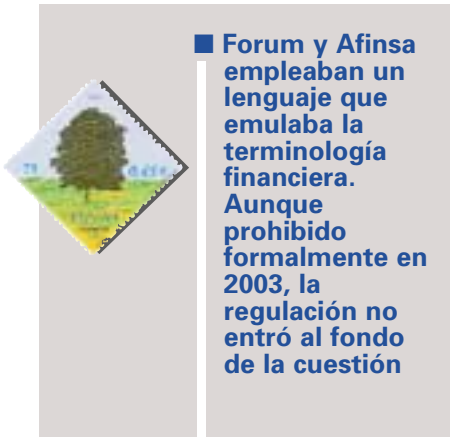 ■ Forum y Afinsa
empleaban un
lenguaje que
emulaba la
terminología
financiera.
Aunque
prohibido
formalmente en
2003, la
regulación no
entró al fondo
de la cuestión